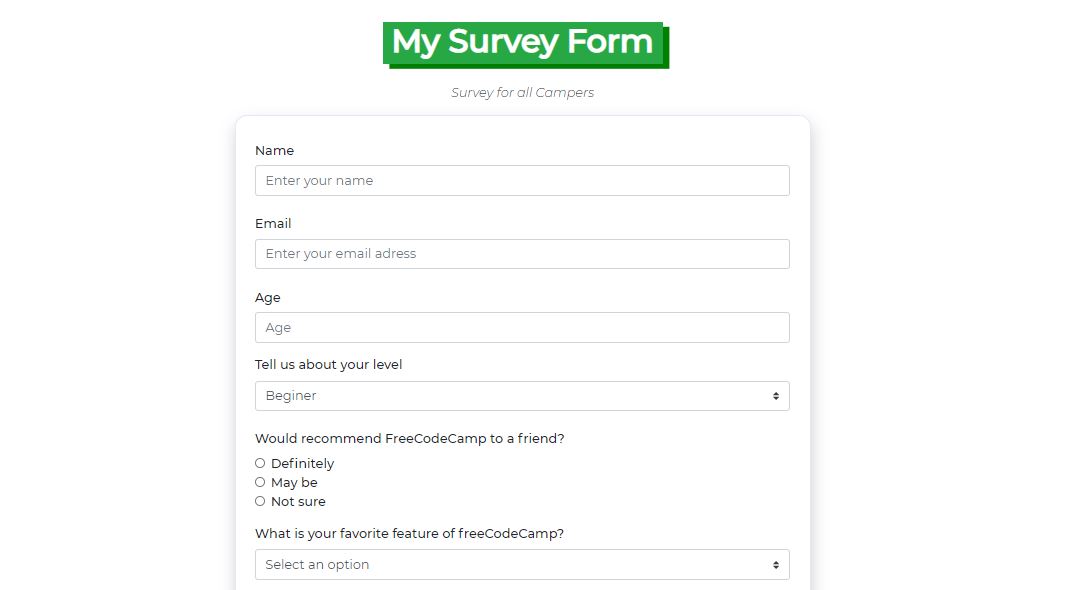 My Survey Form
Survey for all Campers
Name
Enter your name
Email
Enter your email adress
Age
Age
Tell us about your level
Beginer
Would recommend FreeCodeCamp to a friend?
Definitely
May be
Not sure
What is your favorite feature of freeCodeCamp?
Select an option